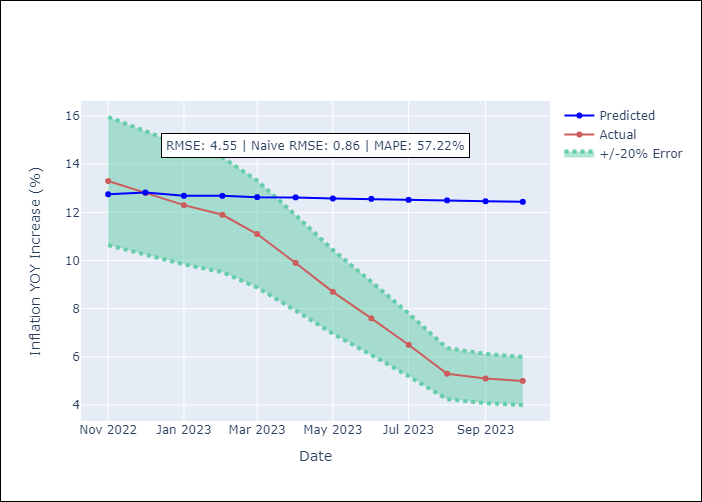 RMSE: 4.55 | Naive RMSE: 0.86 | MAPE: 57.22%
Predicted
Actual
+/-20% Error
Inflation YOY Increase (%)
16
14
12
10
8
6
4
Nov 2022 Jan 2023 Mar 2023 May 2023 Jul 2023 Sep 2023
Date